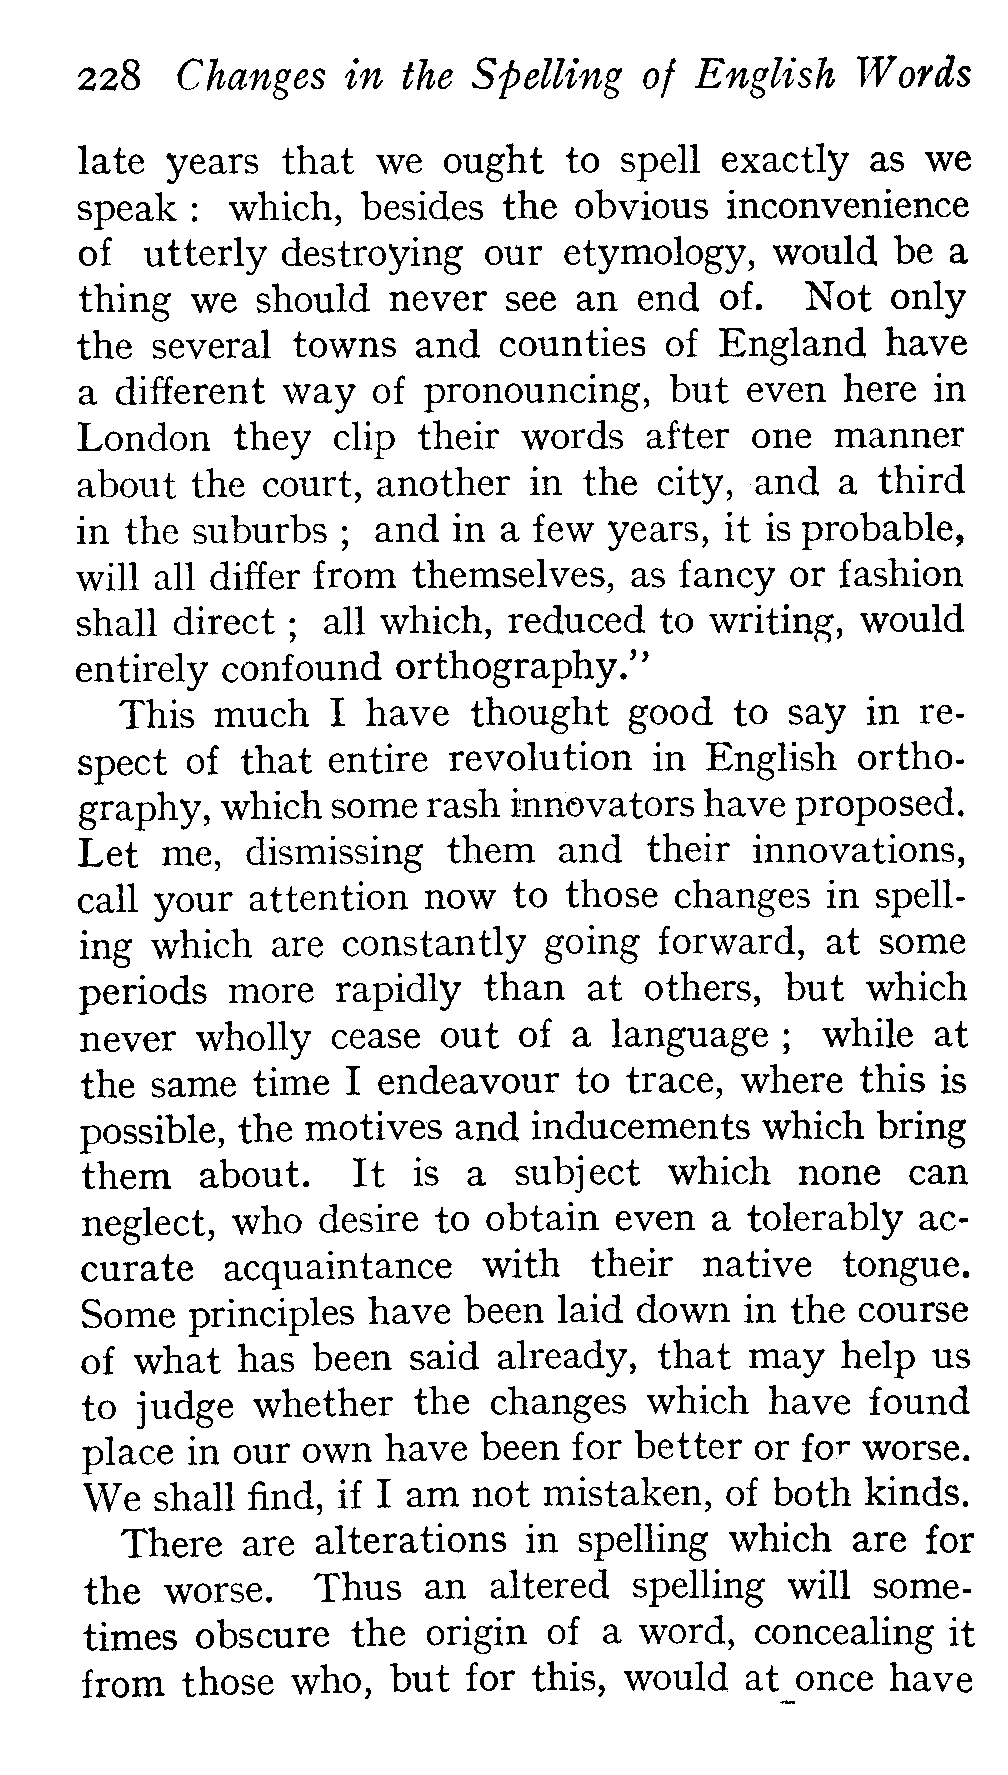 228 Changes in the Spelling of English Words
late years that we ought to spell exactly as we
speak : which, besides the obvious inconvenience
of utterly destroying our etymology, would be a
thing we should never see an end of. Not only
the several towns and counties of England have
a different way of pronouncing, but even here in
London they clip their words after one manner
about the court, another in the city, and a third
in the suburbs ; and in a few years, it is probable,
will all differ from themselves, as fancy or fashion
shall direct ; all which, reduced to writing, would
entirely confound orthography.”
This much I have thought good to say in re-
spect of that entire revolution in English ortho-
graphy, which some rash innovators have proposed.
Let me, dismissing them and their innovations,
call your attention now to those changes in spell-
ing which are constantly going forward, at some
periods more rapidly than at others, but which
never wholly cease out of a language ; while at
the same time I endeavour to trace, where this is
possible, the motives and inducements which bring
them about. It is a subject which none can
neglect, who desire to obtain even a tolerably ac-
curate acquaintance with their native tongue.
Some principles have been laid down in the course
of what has been said already, that may help us
to judge whether the changes which have found
place in our own have been for better or for worse.
We shall find, if I am not mistaken, of both kinds.
There are alterations in spelling which are for
the worse. Thus an altered spelling will some-
times obscure the origin of a word, concealing it
from those who, but for this, would at once have